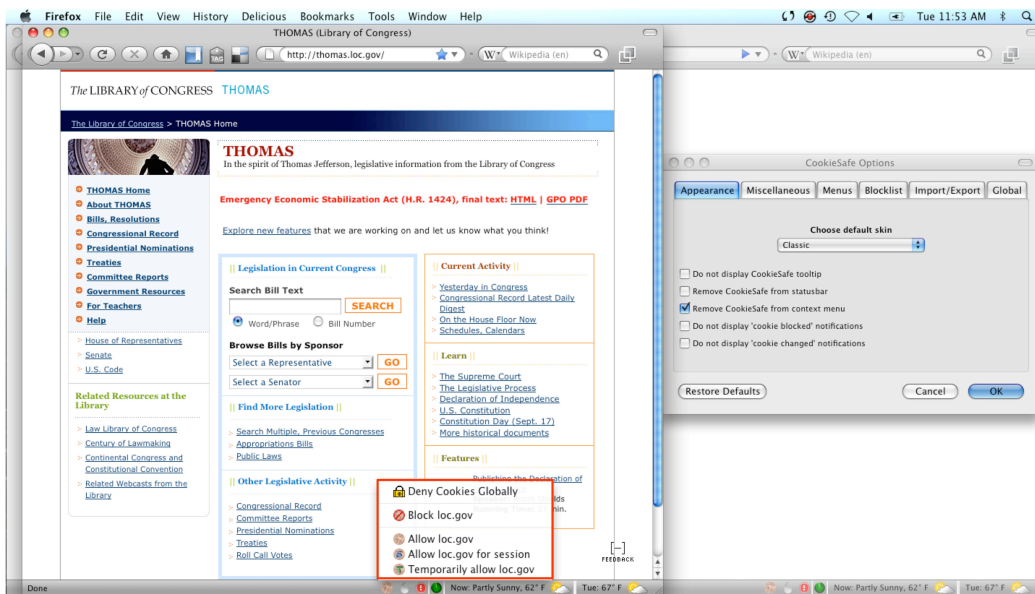 Firefox File Edit View History Delicious Bookmarks Tools Window Help
Tue 11:53 AM
THOMAS (Library of Congress)
TAG
http://thomas.loc.gov/
W Wikipedia (en)
W Wikipedia (en)
The LIBRARY of CONGRESS THOMAS
The Library of Congress > THOMAS Home
THOMAS
In the spirit of Thomas Jefferson, legislative information from the Library of Congress
THOMAS Home
About THOMAS
Bills, Resolutions
Congressional Record
Presidential Nominations
Treaties
Committee Reports
Government Resources
For Teachers
Help
> House of Representatives
> Senate
> U.S. Code
Related Resources at the
Library
> Law Library of Congress
> Century of Lawmaking
> Continental Congress and
Constitutional Convention
> Related Webcasts from the
Library
Emergency Economic Stabilization Act (H.R. 1424), final text: HTML | GPO PDF
Explore new features that we are working on and let us know what you think!
|| Legislation in Current Congress ||
Search Bill Text
SEARCH
Word/Phrase Bill Number
Browse Bills by Sponsor
Select a Representative GO
Select a Senator GO
|| Find More Legislation ||
> Search Multiple, Previous Congresses
> Appropriations Bills
> Public Laws
|| Other Legislative Activity ||
> Congressional Record
> Committee Reports
> Presidential Nominations
> Treaties
> Roll Call Votes
|| Current Activity ||
> Yesterday in Congress
> Congressional Record Latest Daily
Digest
> On the House Floor Now
> Schedules, Calendars
|| Learn ||
> The Supreme Court
> The Legislative Process
> Declaration of Independence
> U.S. Constitution
> Constitution Day (Sept. 17)
> More historical documents
|| Features ||
Publishing the Declaration of
Deny Cookies Globally
Block loc.gov
Allow loc.gov
Allow loc.gov for session
Temporarily allow loc.gov
[-]
FEEDBACK
Done
Now: Partly Sunny, 62° F
Tue: 67° F
CookieSafe Options
Appearance Miscellaneous Menus Blocklist Import/Export Global
Choose default skin
Classic
Do not display CookieSafe tooltip
Remove CookieSafe from statusbar
Remove CookieSafe from context menu
Do not display 'cookie blocked' notifications
Do not display 'cookie changed' notifications
Restore Defaults Cancel OK
Now: Partly Sunny, 62° F
Tue: 67° F